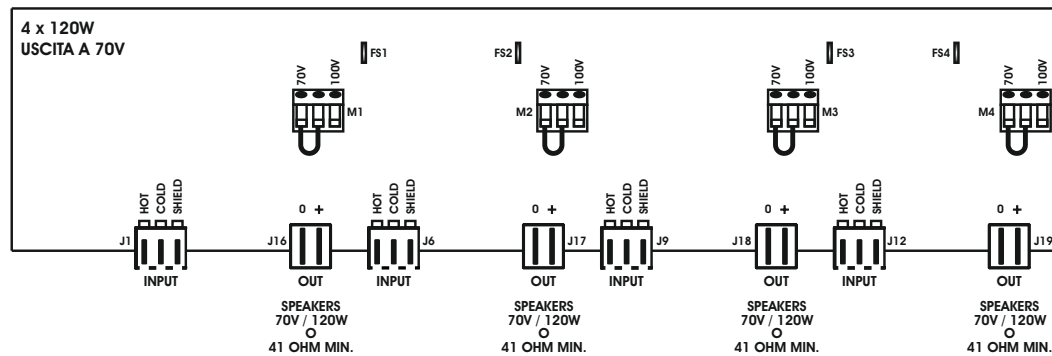 4 x 120W
USCITA A 70V
FS1
FS2
FS3
FS4
70V 100V
70V 100V
70V 100V
70V 100V
M1
M2
M3
M4
HOT COLD SHIELD
0 +
HOT COLD SHIELD
0 +
HOT COLD SHIELD
0 +
HOT COLD SHIELD
0 +
J1
J16
J6
J17
J9
J18
J12
J19
INPUT
OUT
INPUT
OUT
INPUT
OUT
INPUT
OUT
SPEAKERS
70V / 120W
O
41 OHM MIN.
SPEAKERS
70V / 120W
O
41 OHM MIN.
SPEAKERS
70V / 120W
O
41 OHM MIN.
SPEAKERS
70V / 120W
O
41 OHM MIN.